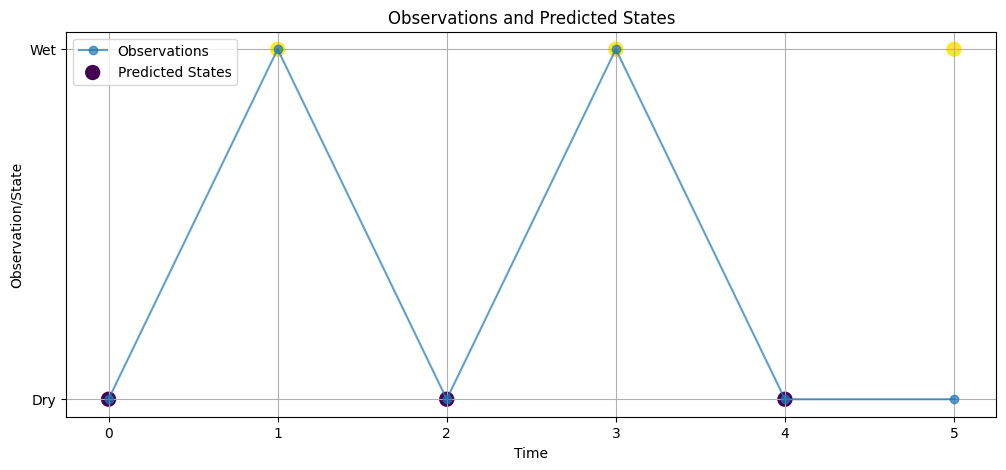 Observations and Predicted States
Observations
Predicted States
Wet
Dry
Observation/State
0 1 2 3 4 5
Time